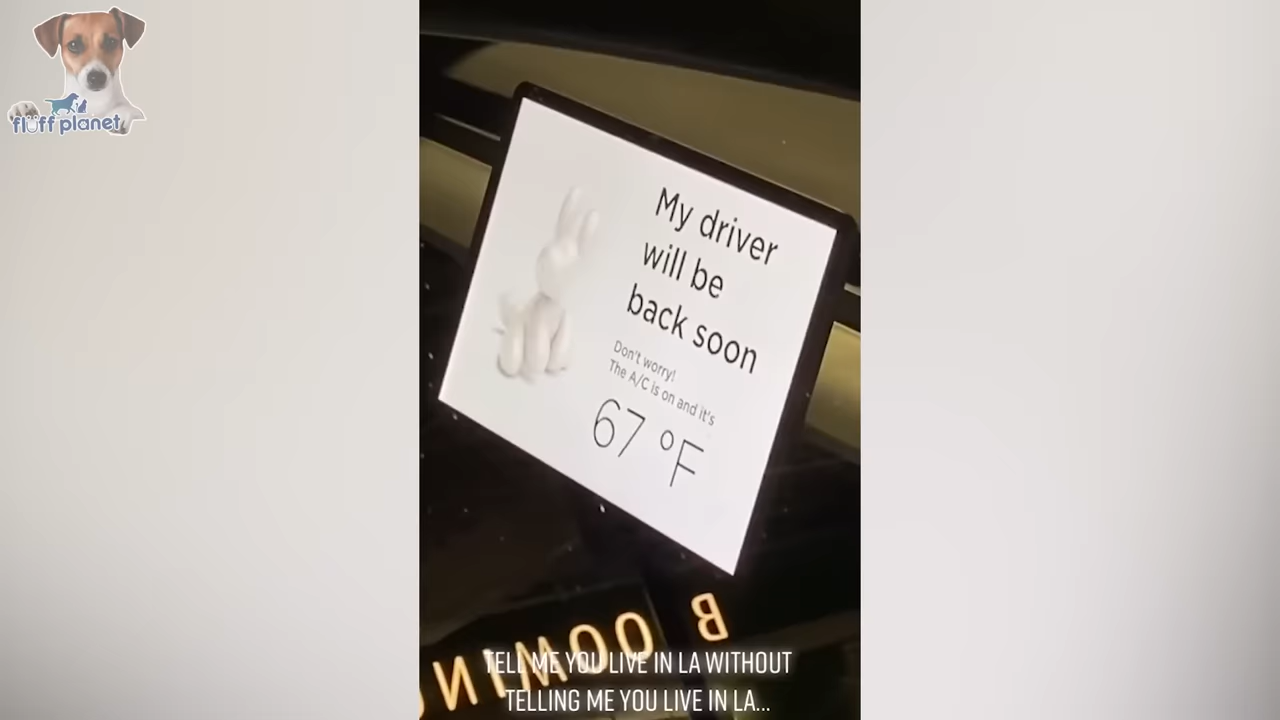 fluff planet
My driver
will be
back soon
Don't worry!
The A/C is on and it's
67 °F
BOOMIN
TELL ME YOU LIVE IN LA WITHOUT
TELLING ME YOU LIVE IN LA...